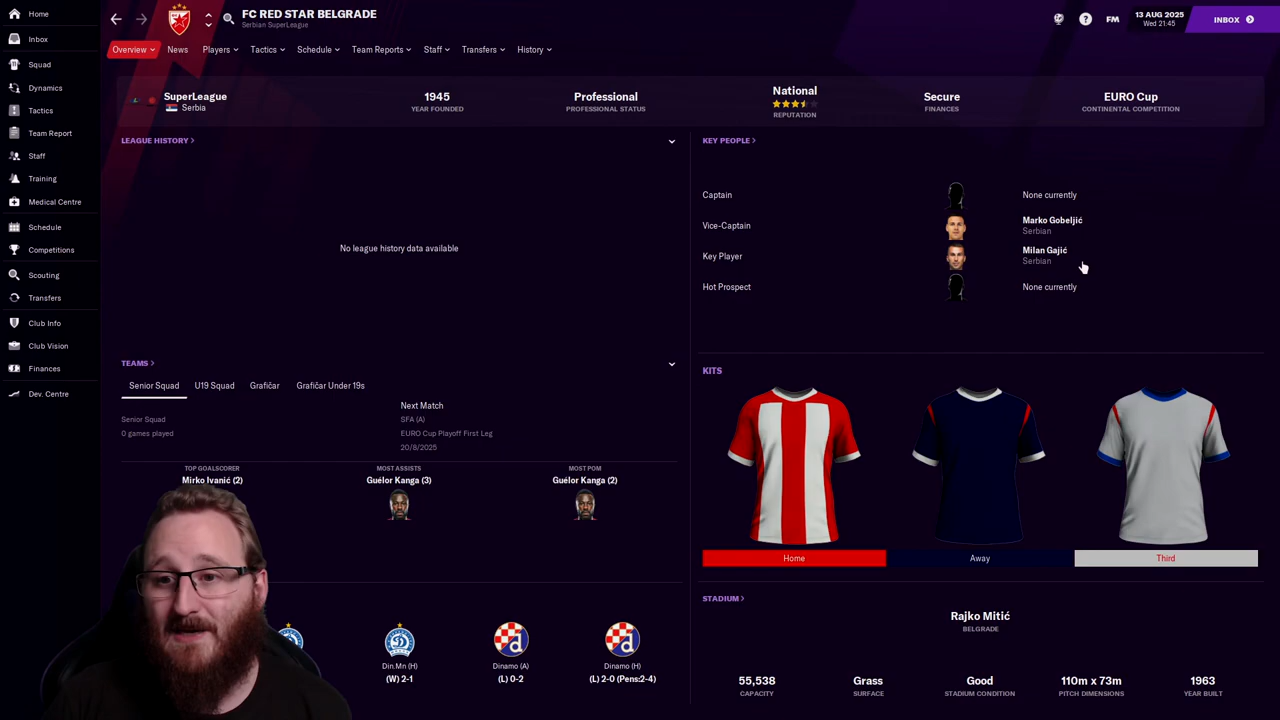 Home
Inbox
Squad
Dynamics
Tactics
Team Report
Staff
Training
Medical Centre
Schedule
Competitions
Scouting
Transfers
Club Info
Club Vision
Finances
Dev. Centre
FC RED STAR BELGRADE
Serbian SuperLeague
FM
13 AUG 2025
Wed 21:45
INBOX
Overview
News
Players
Tactics
Schedule
Team Reports
Staff
Transfers
History
SuperLeague
Serbia
1945
YEAR FOUNDED
Professional
PROFESSIONAL STATUS
National
REPUTATION
Secure
FINANCES
EURO Cup
CONTINENTAL COMPETITION
LEAGUE HISTORY
No league history data available
KEY PEOPLE
Captain
None currently
Vice-Captain
Marko Gobeljić
Serbian
Key Player
Milan Gajić
Serbian
Hot Prospect
None currently
TEAMS
Senior Squad
U19 Squad
Grafičar
Grafičar Under 19s
Senior Squad
0 games played
Next Match
SFA (A)
EURO Cup Playoff First Leg
20/8/2025
TOP GOALSCORER
Mirko Ivanić (2)
MOST ASSISTS
Guélor Kanga (3)
MOST POM
Guélor Kanga (2)
Din.Mn (H)
(W) 2-1
Dinamo (A)
(L) 0-2
Dinamo (H)
(L) 2-0 (Pens:2-4)
KITS
Home
Away
Third
STADIUM
Rajko Mitić
BELGRADE
55,538
CAPACITY
Grass
SURFACE
Good
STADIUM CONDITION
110m x 73m
PITCH DIMENSIONS
1963
YEAR BUILT